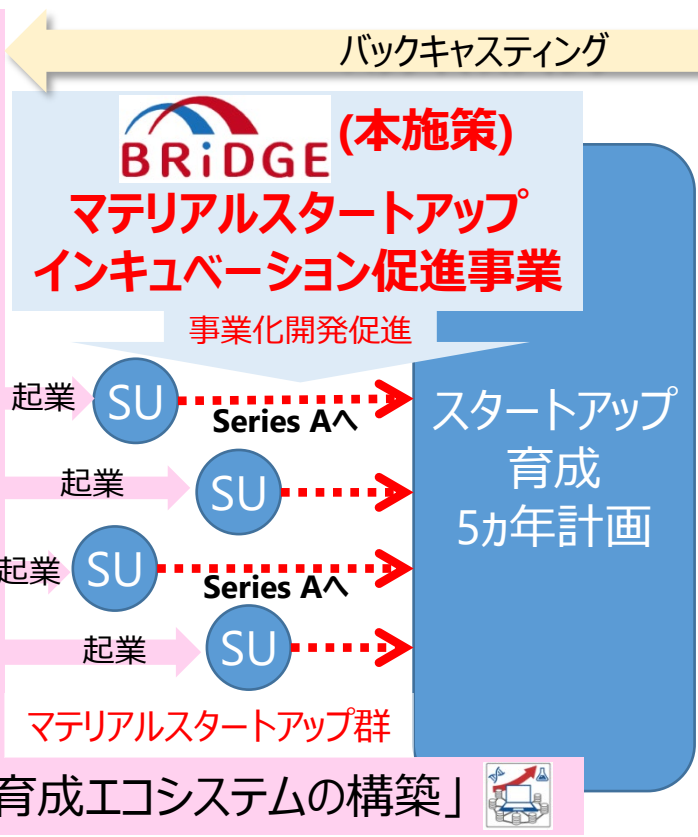 バックキャスティング
BRiDGE (本施策)
マテリアルスタートアップ
インキュベーション促進事業
事業化開発促進
起業 SU
Series Aへ
起業 SU
起業 SU
Series Aへ
起業 SU
スタートアップ
育成
5ヵ年計画
マテリアルスタートアップ群
育成エコシステムの構築」